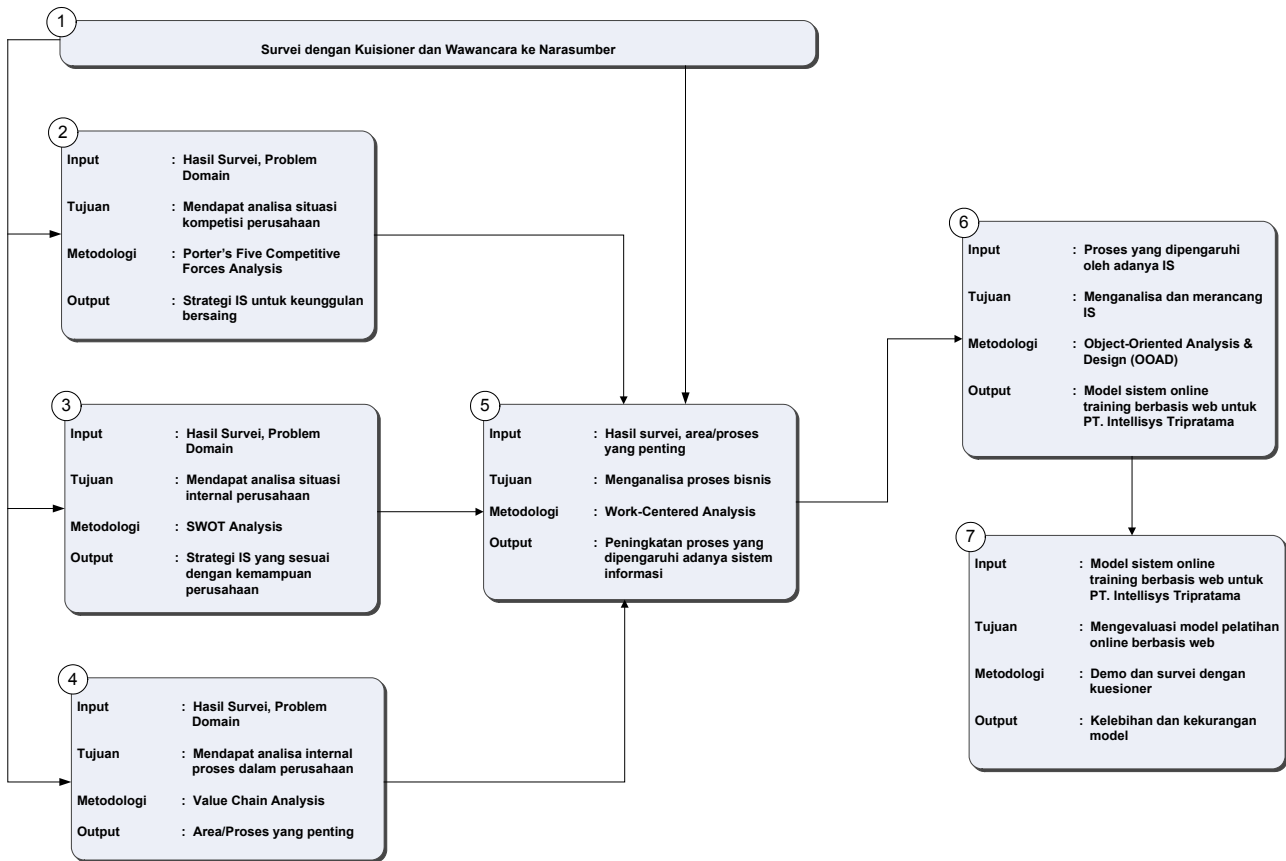 1
Survei dengan Kuisioner dan Wawancara ke Narasumber
2
Input : Hasil Survei, Problem
Domain
Tujuan : Mendapat analisa situasi
kompetisi perusahaan
Metodologi : Porter's Five Competitive
Forces Analysis
Output : Strategi IS untuk keunggulan
bersaing
3
Input : Hasil Survei, Problem
Domain
Tujuan : Mendapat analisa situasi
internal perusahaan
Metodologi : SWOT Analysis
Output : Strategi IS yang sesuai
dengan kemampuan
perusahaan
4
Input : Hasil Survei, Problem
Domain
Tujuan : Mendapat analisa internal
proses dalam perusahaan
Metodologi : Value Chain Analysis
Output : Area/Proses yang penting
5
Input : Hasil survei, area/proses
yang penting
Tujuan : Menganalisa proses bisnis
Metodologi : Work-Centered Analysis
Output : Peningkatan proses yang
dipengaruhi adanya sistem
informasi
6
Input : Proses yang dipengaruhi
oleh adanya IS
Tujuan : Menganalisa dan merancang
IS
Metodologi : Object-Oriented Analysis &
Design (OOAD)
Output : Model sistem online
training berbasis web untuk
PT. Intellisys Tripratama
7
Input : Model sistem online
training berbasis web untuk
PT. Intellisys Tripratama
Tujuan : Mengevaluasi model pelatihan
online berbasis web
Metodologi : Demo dan survei dengan
kuesioner
Output : Kelebihan dan kekurangan
model